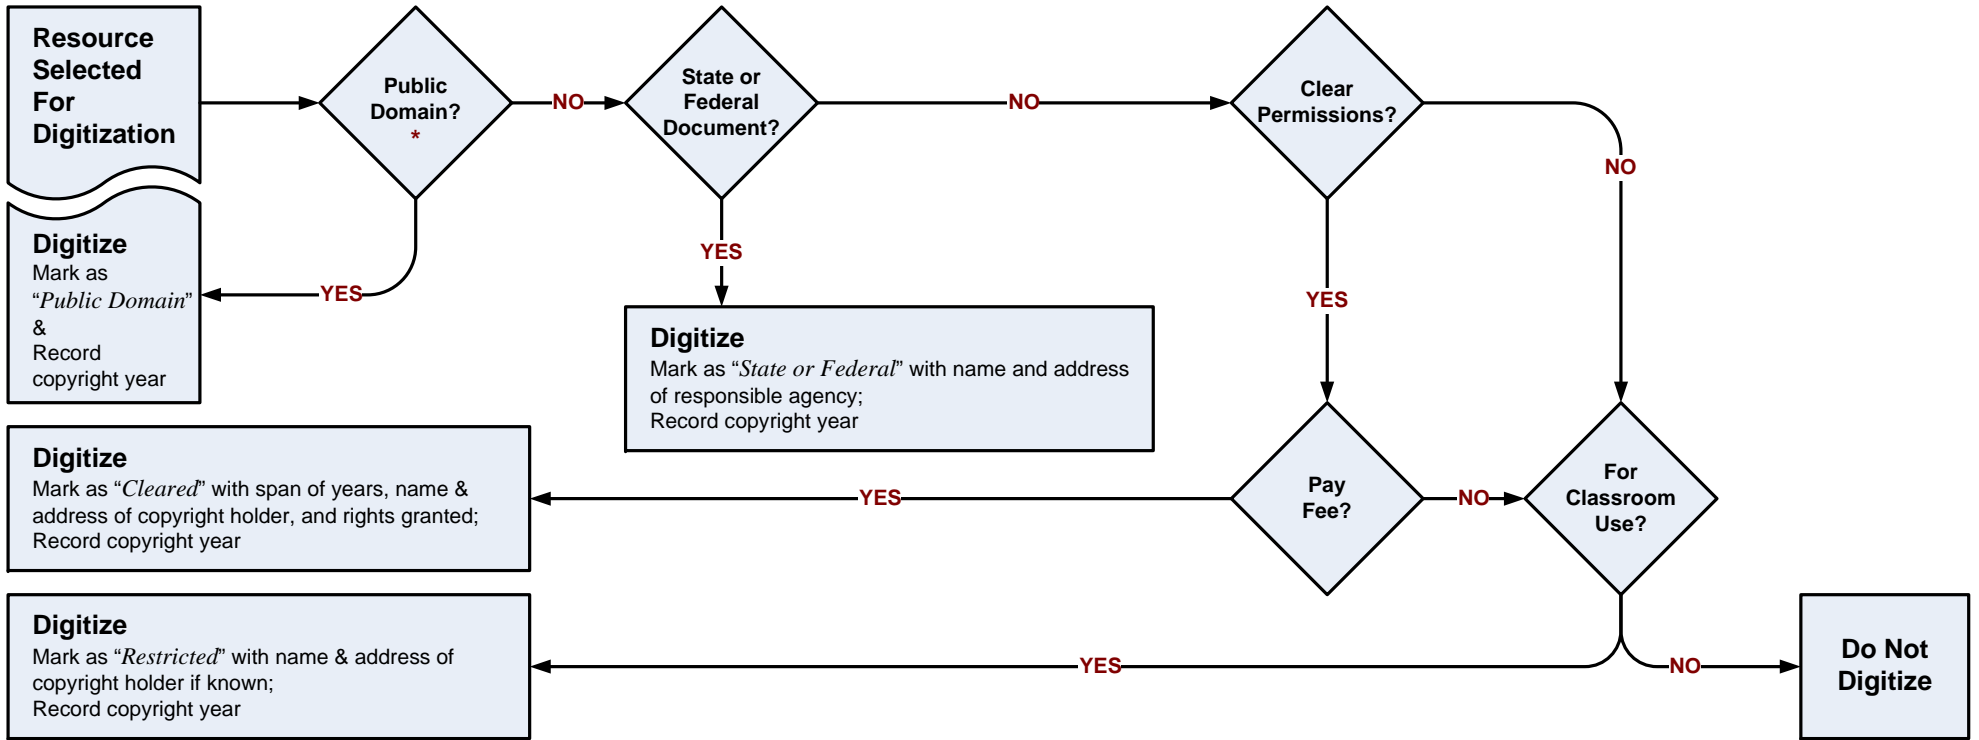 Resource
Selected
For
Digitization
Public
Domain?
*
NO
State or
Federal
Document?
NO
Clear
Permissions?
NO
YES
Digitize
Mark as
“Public Domain”
&
Record
copyright year
YES
Digitize
Mark as “State or Federal” with name and address
of responsible agency;
Record copyright year
YES
Digitize
Mark as “Cleared” with span of years, name &
address of copyright holder, and rights granted;
Record copyright year
YES
Pay
Fee?
NO
For
Classroom
Use?
Digitize
Mark as “Restricted” with name & address of
copyright holder if known;
Record copyright year
YES
NO
Do Not
Digitize